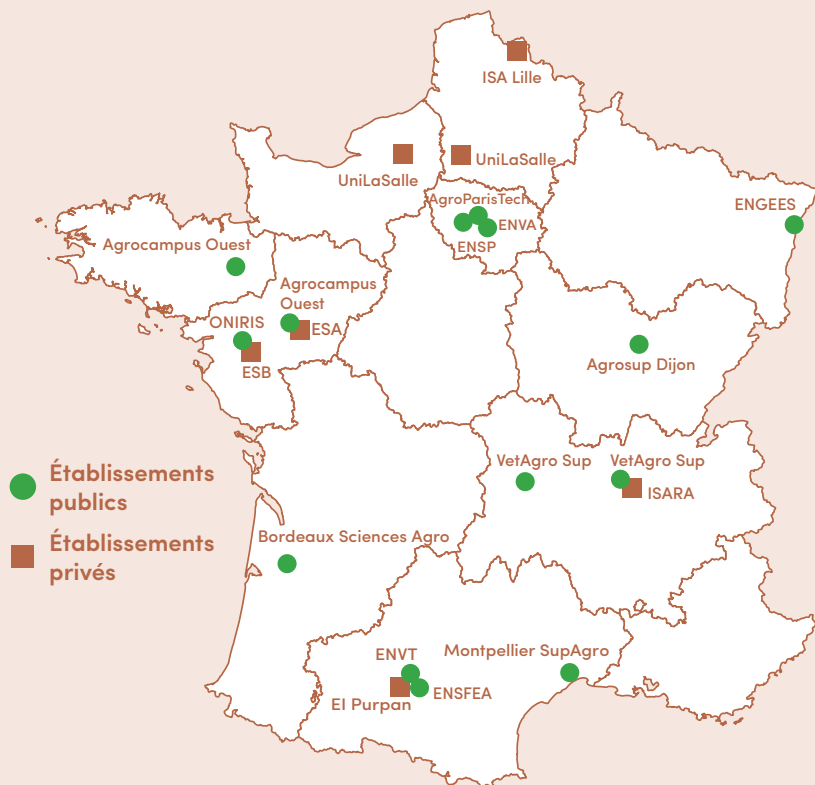 ISA Lille
UniLaSalle
UniLaSalle
AgroParisTech
ENVA
ENSP
ENGEES
Agrocampus Ouest
Agrocampus
Ouest
ONIRIS
ESA
ESB
Agrosup Dijon
VetAgro Sup
VetAgro Sup
ISARA
Établissements
publics
Établissements
privés
Bordeaux Sciences Agro
ENVT
Montpellier SupAgro
ENSFEA
EI Purpan